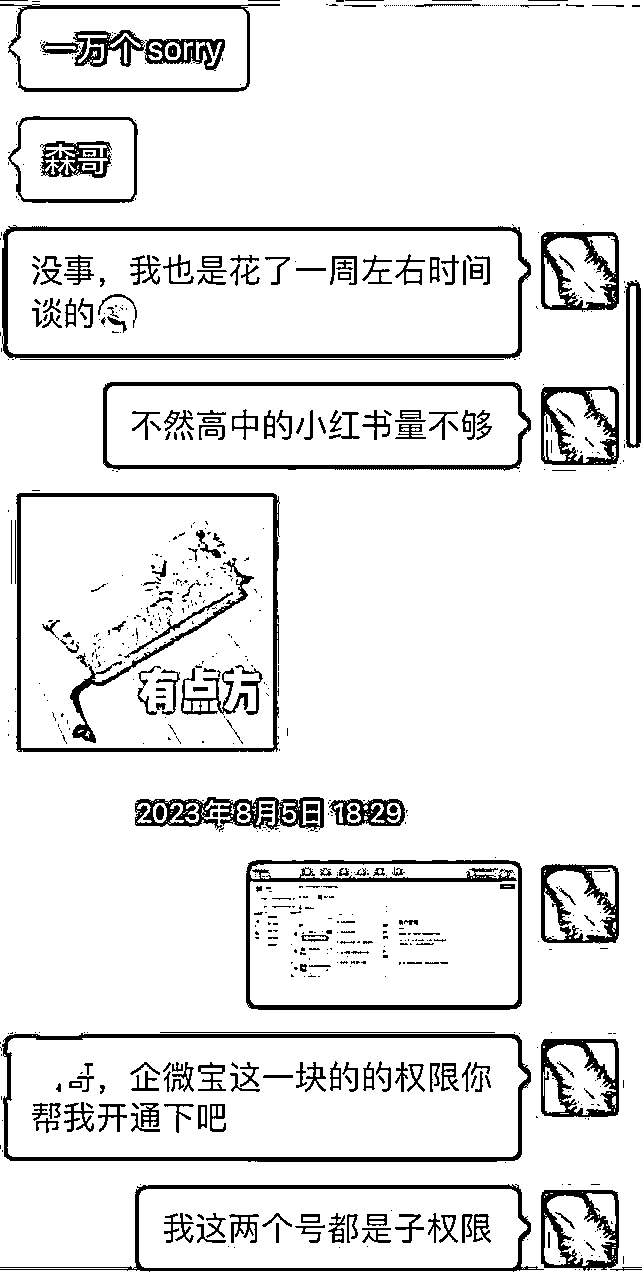 一万个sorry
森哥
没事，我也是花了一周左右时间
谈的
不然高中的小红书量不够
有点方
2023年8月5日 18:29
哥，企微宝这一块的的权限你
帮我开通下吧
我这两个号都是子权限